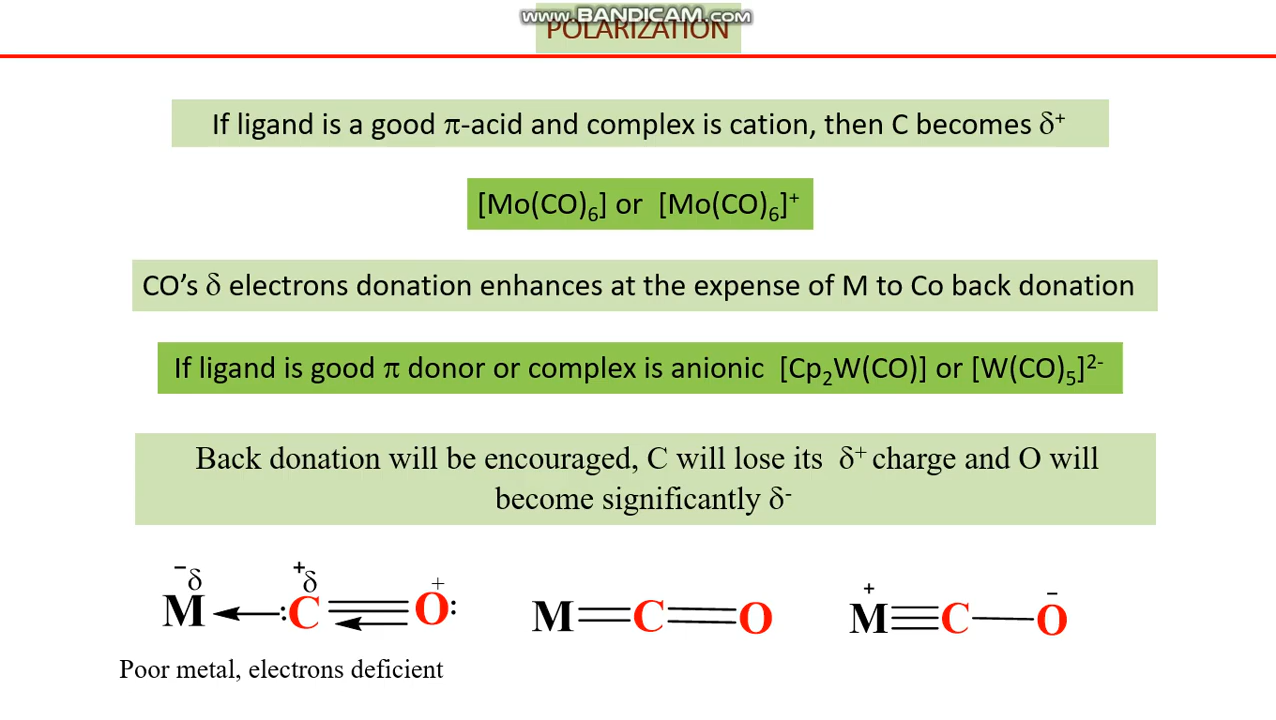 www.BANDICAM.com
POLARIZATION
If ligand is a good π-acid and complex is cation, then C becomes δ⁺
[Mo(CO)₆] or [Mo(CO)₆]⁺
CO’s δ electrons donation enhances at the expense of M to Co back donation
If ligand is good π donor or complex is anionic [Cp₂W(CO)] or [W(CO)₅]²⁻
Back donation will be encouraged, C will lose its δ⁺ charge and O will
become significantly δ⁻
− δ + δ + + −
M :C O: M C O M C O
Poor metal, electrons deficient